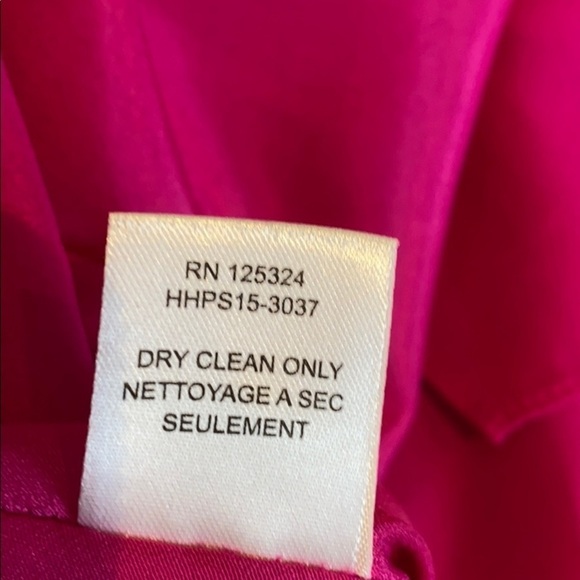 RN 125324
HHPS15-3037
DRY CLEAN ONLY
NETTOYAGE A SEC
SEULEMENT